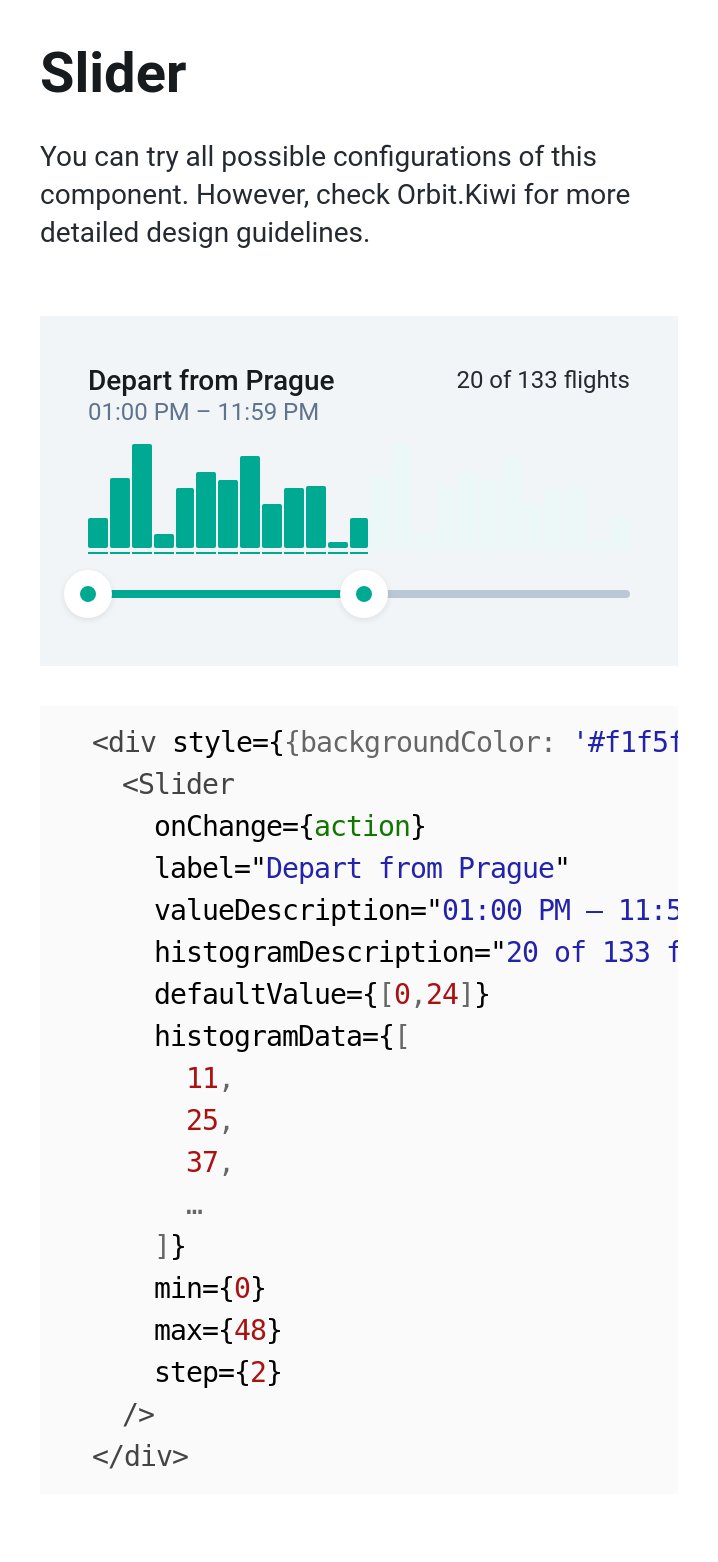 Slider
You can try all possible configurations of this
component. However, check Orbit.Kiwi for more
detailed design guidelines.
Depart from Prague
20 of 133 flights
01:00 PM – 11:59 PM
<div style={{backgroundColor: '#f1f5f
<Slider
onChange={action}
label="Depart from Prague"
valueDescription="01:00 PM – 11:5
histogramDescription="20 of 133 f
defaultValue={[0,24]}
histogramData={[
11,
25,
37,
…
]}
min={0}
max={48}
step={2}
/>
</div>